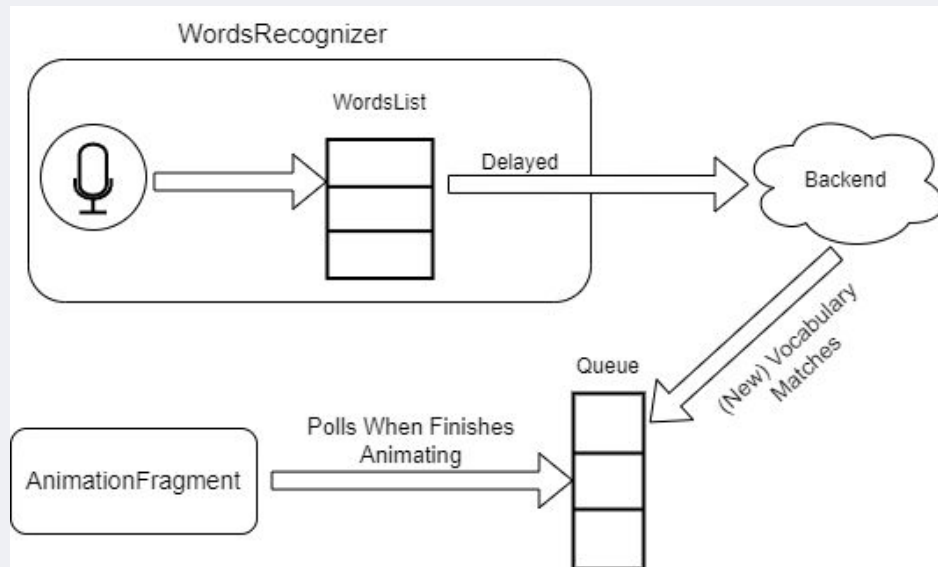 WordsRecognizer
WordsList
Delayed
Backend
(New) Vocabulary
Matches
Queue
Polls When Finishes
Animating
AnimationFragment